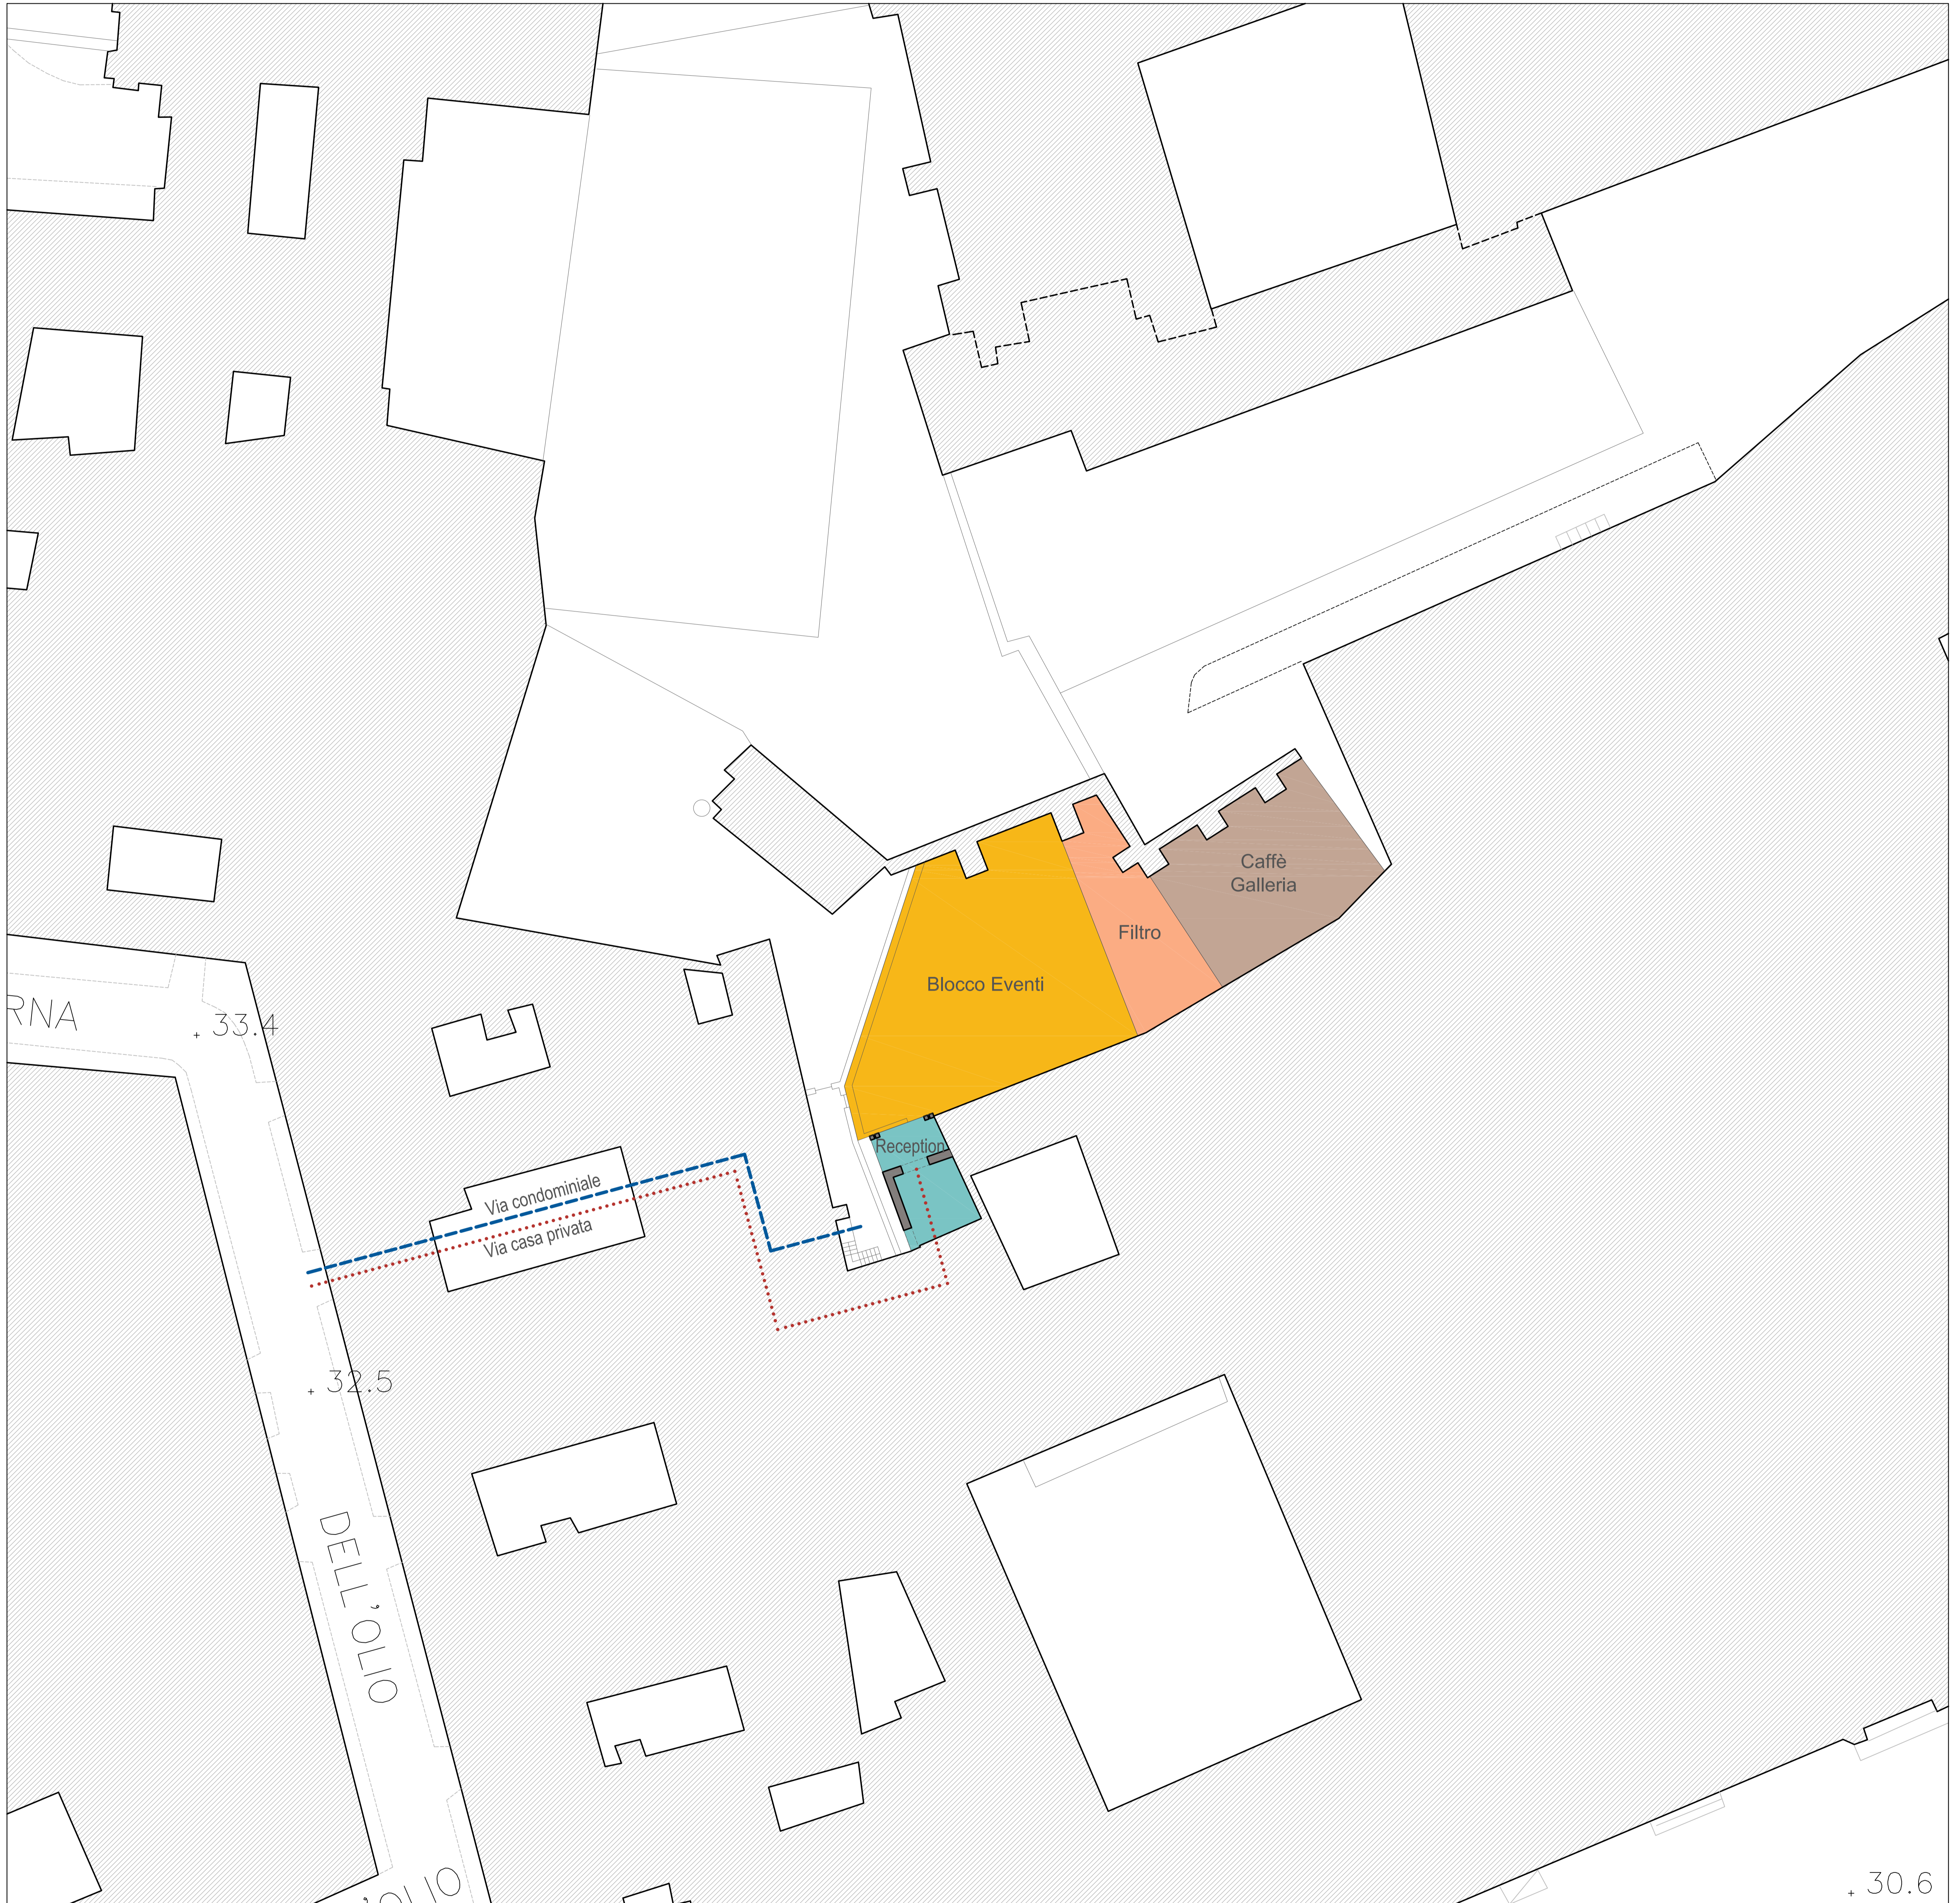 Caffè
Galleria
Filtro
Blocco Eventi
RNA
33.4
Reception
Via condominiale
Via casa privata
32.5
DELL'OLIO
'OLIO
30.6